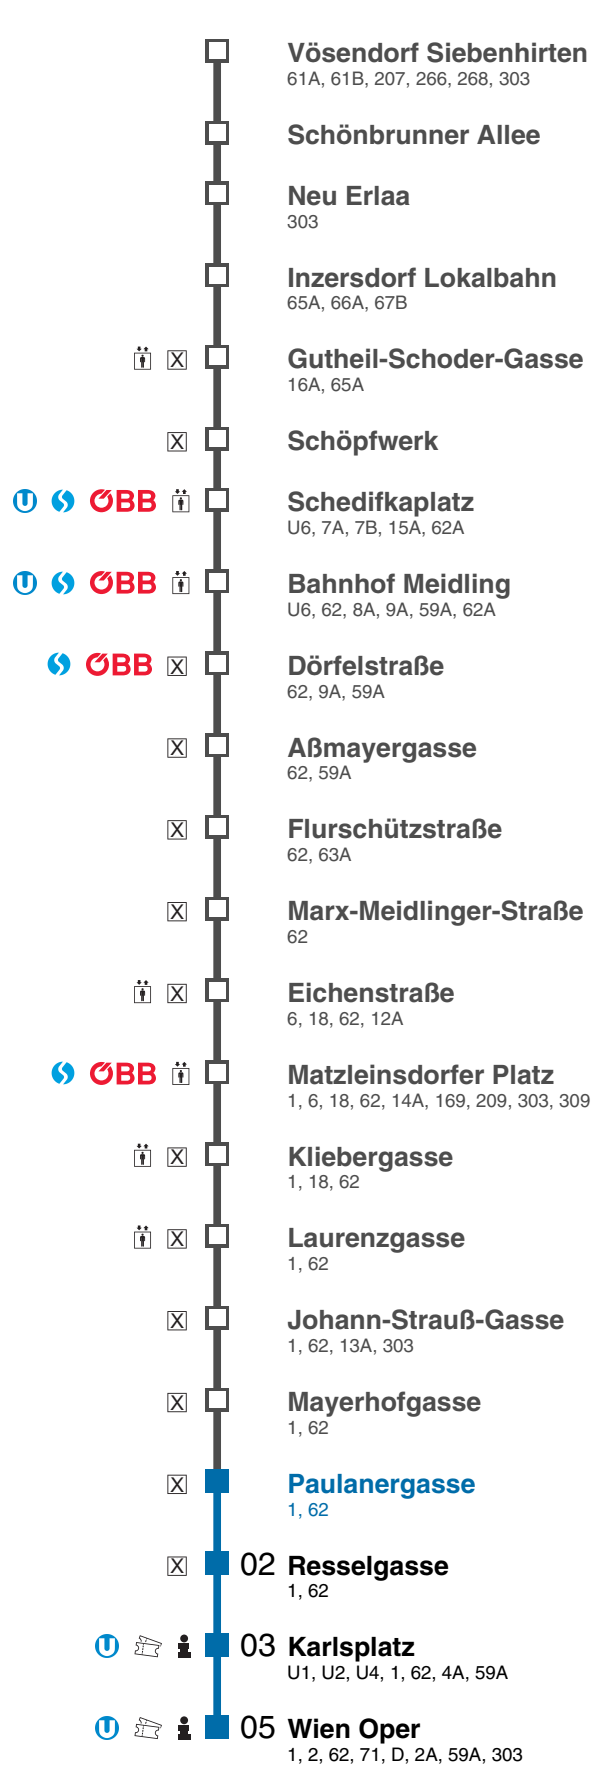 Vösendorf Siebenhirten
61A, 61B, 207, 266, 268, 303
Schönbrunner Allee
Neu Erlaa
303
Inzersdorf Lokalbahn
65A, 66A, 67B
X Gutheil-Schoder-Gasse
16A, 65A
X Schöpfwerk
U ÖBB Schedifkaplatz
U6, 7A, 7B, 15A, 62A
U ÖBB Bahnhof Meidling
U6, 62, 8A, 9A, 59A, 62A
ÖBB X Dörfelstraße
62, 9A, 59A
X Aßmayergasse
62, 59A
X Flurschützstraße
62, 63A
X Marx-Meidlinger-Straße
62
X Eichenstraße
6, 18, 62, 12A
ÖBB Matzleinsdorfer Platz
1, 6, 18, 62, 14A, 169, 209, 303, 309
X Kliebergasse
1, 18, 62
X Laurenzgasse
1, 62
X Johann-Strauß-Gasse
1, 62, 13A, 303
X Mayerhofgasse
1, 62
X Paulanergasse
1, 62
X 02 Resselgasse
1, 62
U i 03 Karlsplatz
U1, U2, U4, 1, 62, 4A, 59A
U i 05 Wien Oper
1, 2, 62, 71, D, 2A, 59A, 303